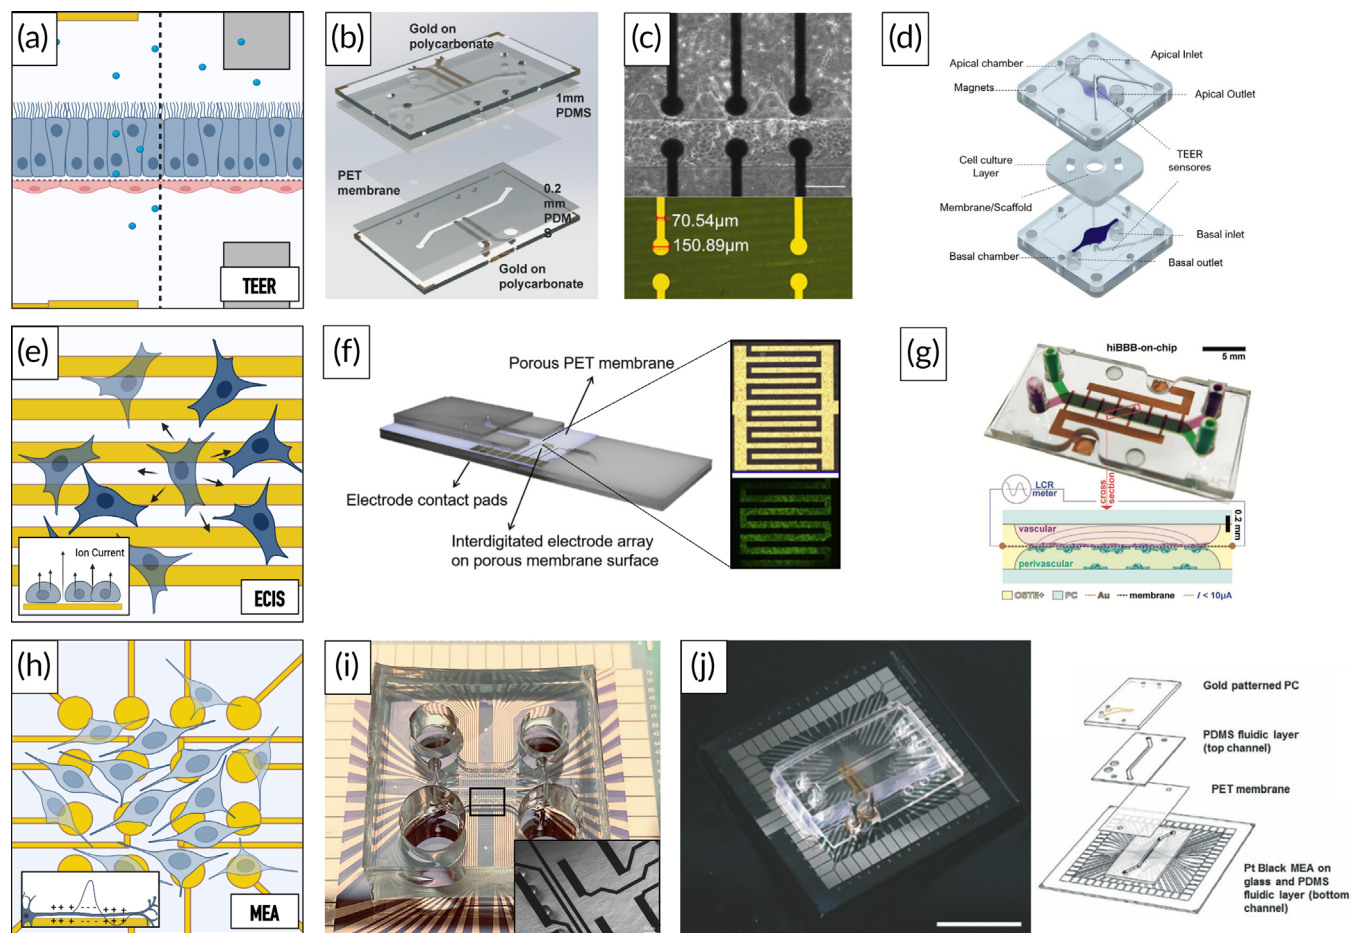 (a)
TEER
(b)
Gold on
polycarbonate
1mm
PDMS
PET
membrane
0.2
mm
PDM
S
Gold on
polycarbonate
(c)
70.54µm
150.89µm
(d)
Apical Inlet
Apical chamber
Magnets
Apical Outlet
Cell culture
Layer
TEER
sensores
Membrane/Scaffold
Basal inlet
Basal chamber
Basal outlet
(e)
Ion Current
ECIS
(f)
Porous PET membrane
Electrode contact pads
Interdigitated electrode array
on porous membrane surface
(g)
hiBBB-on-chip
5 mm
LCR
meter
cross
section
0.2 mm
vascular
perivascular
OSTE+ PC Au membrane I < 10µA
(h)
+ + + - - - + + +
+ + + - - - + + +
MEA
(i)
(j)
Gold patterned PC
PDMS fluidic layer
(top channel)
PET membrane
Pt Black MEA on
glass and PDMS
fluidic layer (bottom
channel)